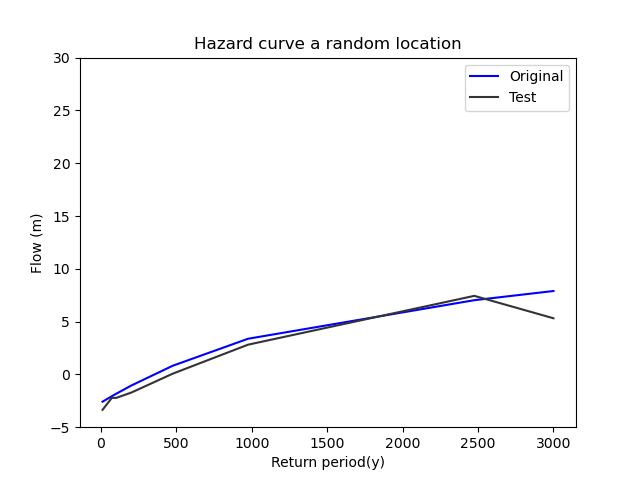 Hazard curve a random location
30
25
20
15
10
5
0
−5
Flow (m)
Original
Test
0 500 1000 1500 2000 2500 3000
Return period(y)